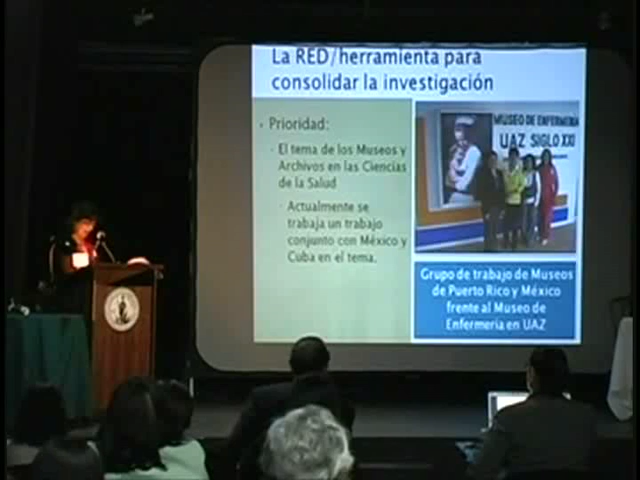 La RED/herramienta para
consolidar la investigación
Prioridad:
El tema de los Museos y
Archivos en las Ciencias
de la Salud
Actualmente se
trabaja un trabajo
conjunto con México y
Cuba en el tema.
MUSEO DE ENFERMERIA
UAZ SIGLO XXI
Grupo de trabajo de Museos
de Puerto Rico y México
frente al Museo de
Enfermería en UAZ